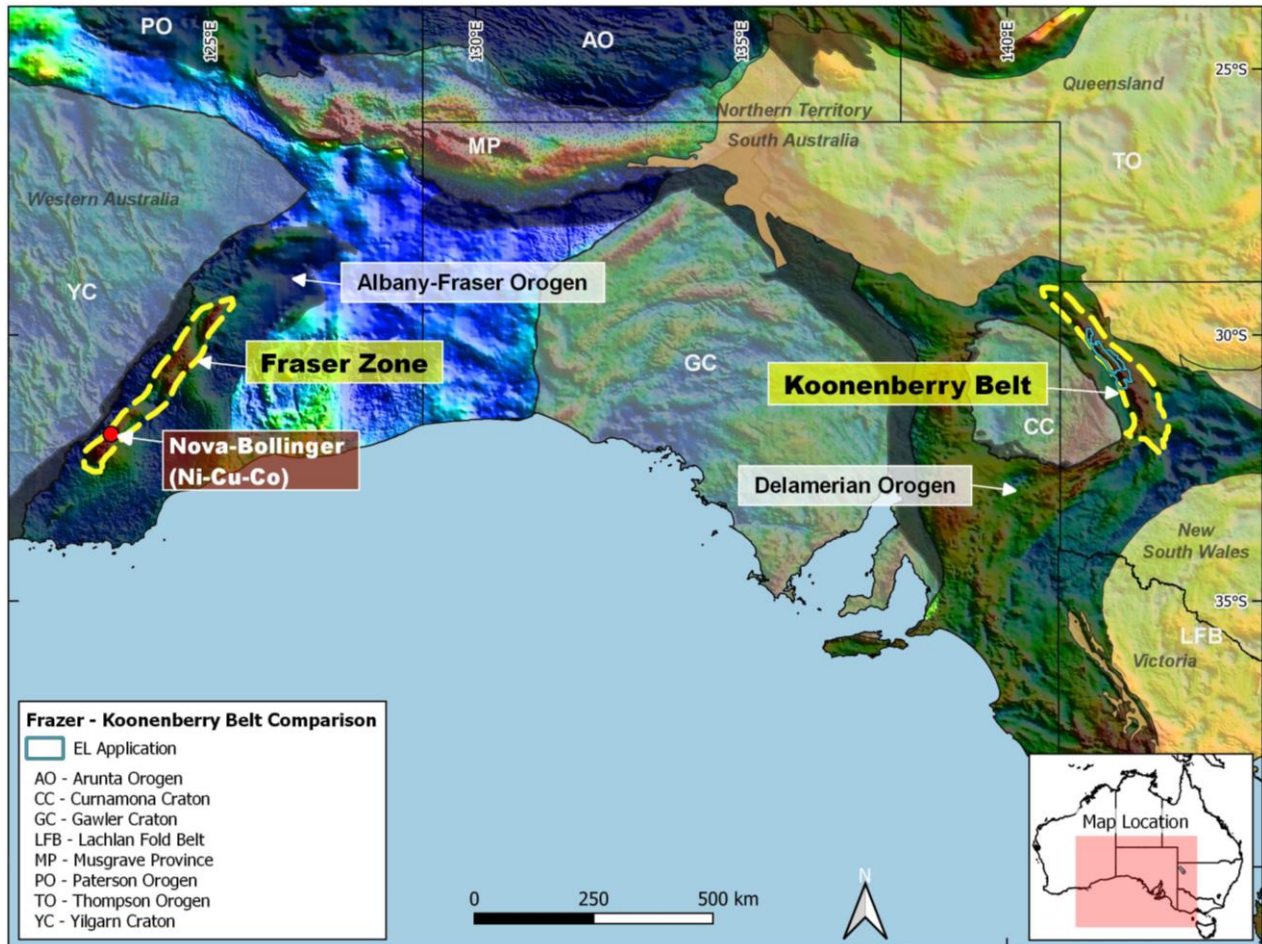 PO
125°E
130°E
AO
135°E
140°E
25°S
Queensland
Northern Territory
South Australia
MP
TO
Western Australia
YC
Albany-Fraser Orogen
Fraser Zone
GC
30°S
Koonenberry Belt
CC
Nova-Bollinger
(Ni-Cu-Co)
Delamerian Orogen
New
South Wales
35°S
LFB
Victoria
Frazer - Koonenberry Belt Comparison
EL Application
AO - Arunta Orogen
CC - Curnamona Craton
GC - Gawler Craton
LFB - Lachlan Fold Belt
MP - Musgrave Province
PO - Paterson Orogen
TO - Thompson Orogen
YC - Yilgarn Craton
0 250 500 km
N
Map Location